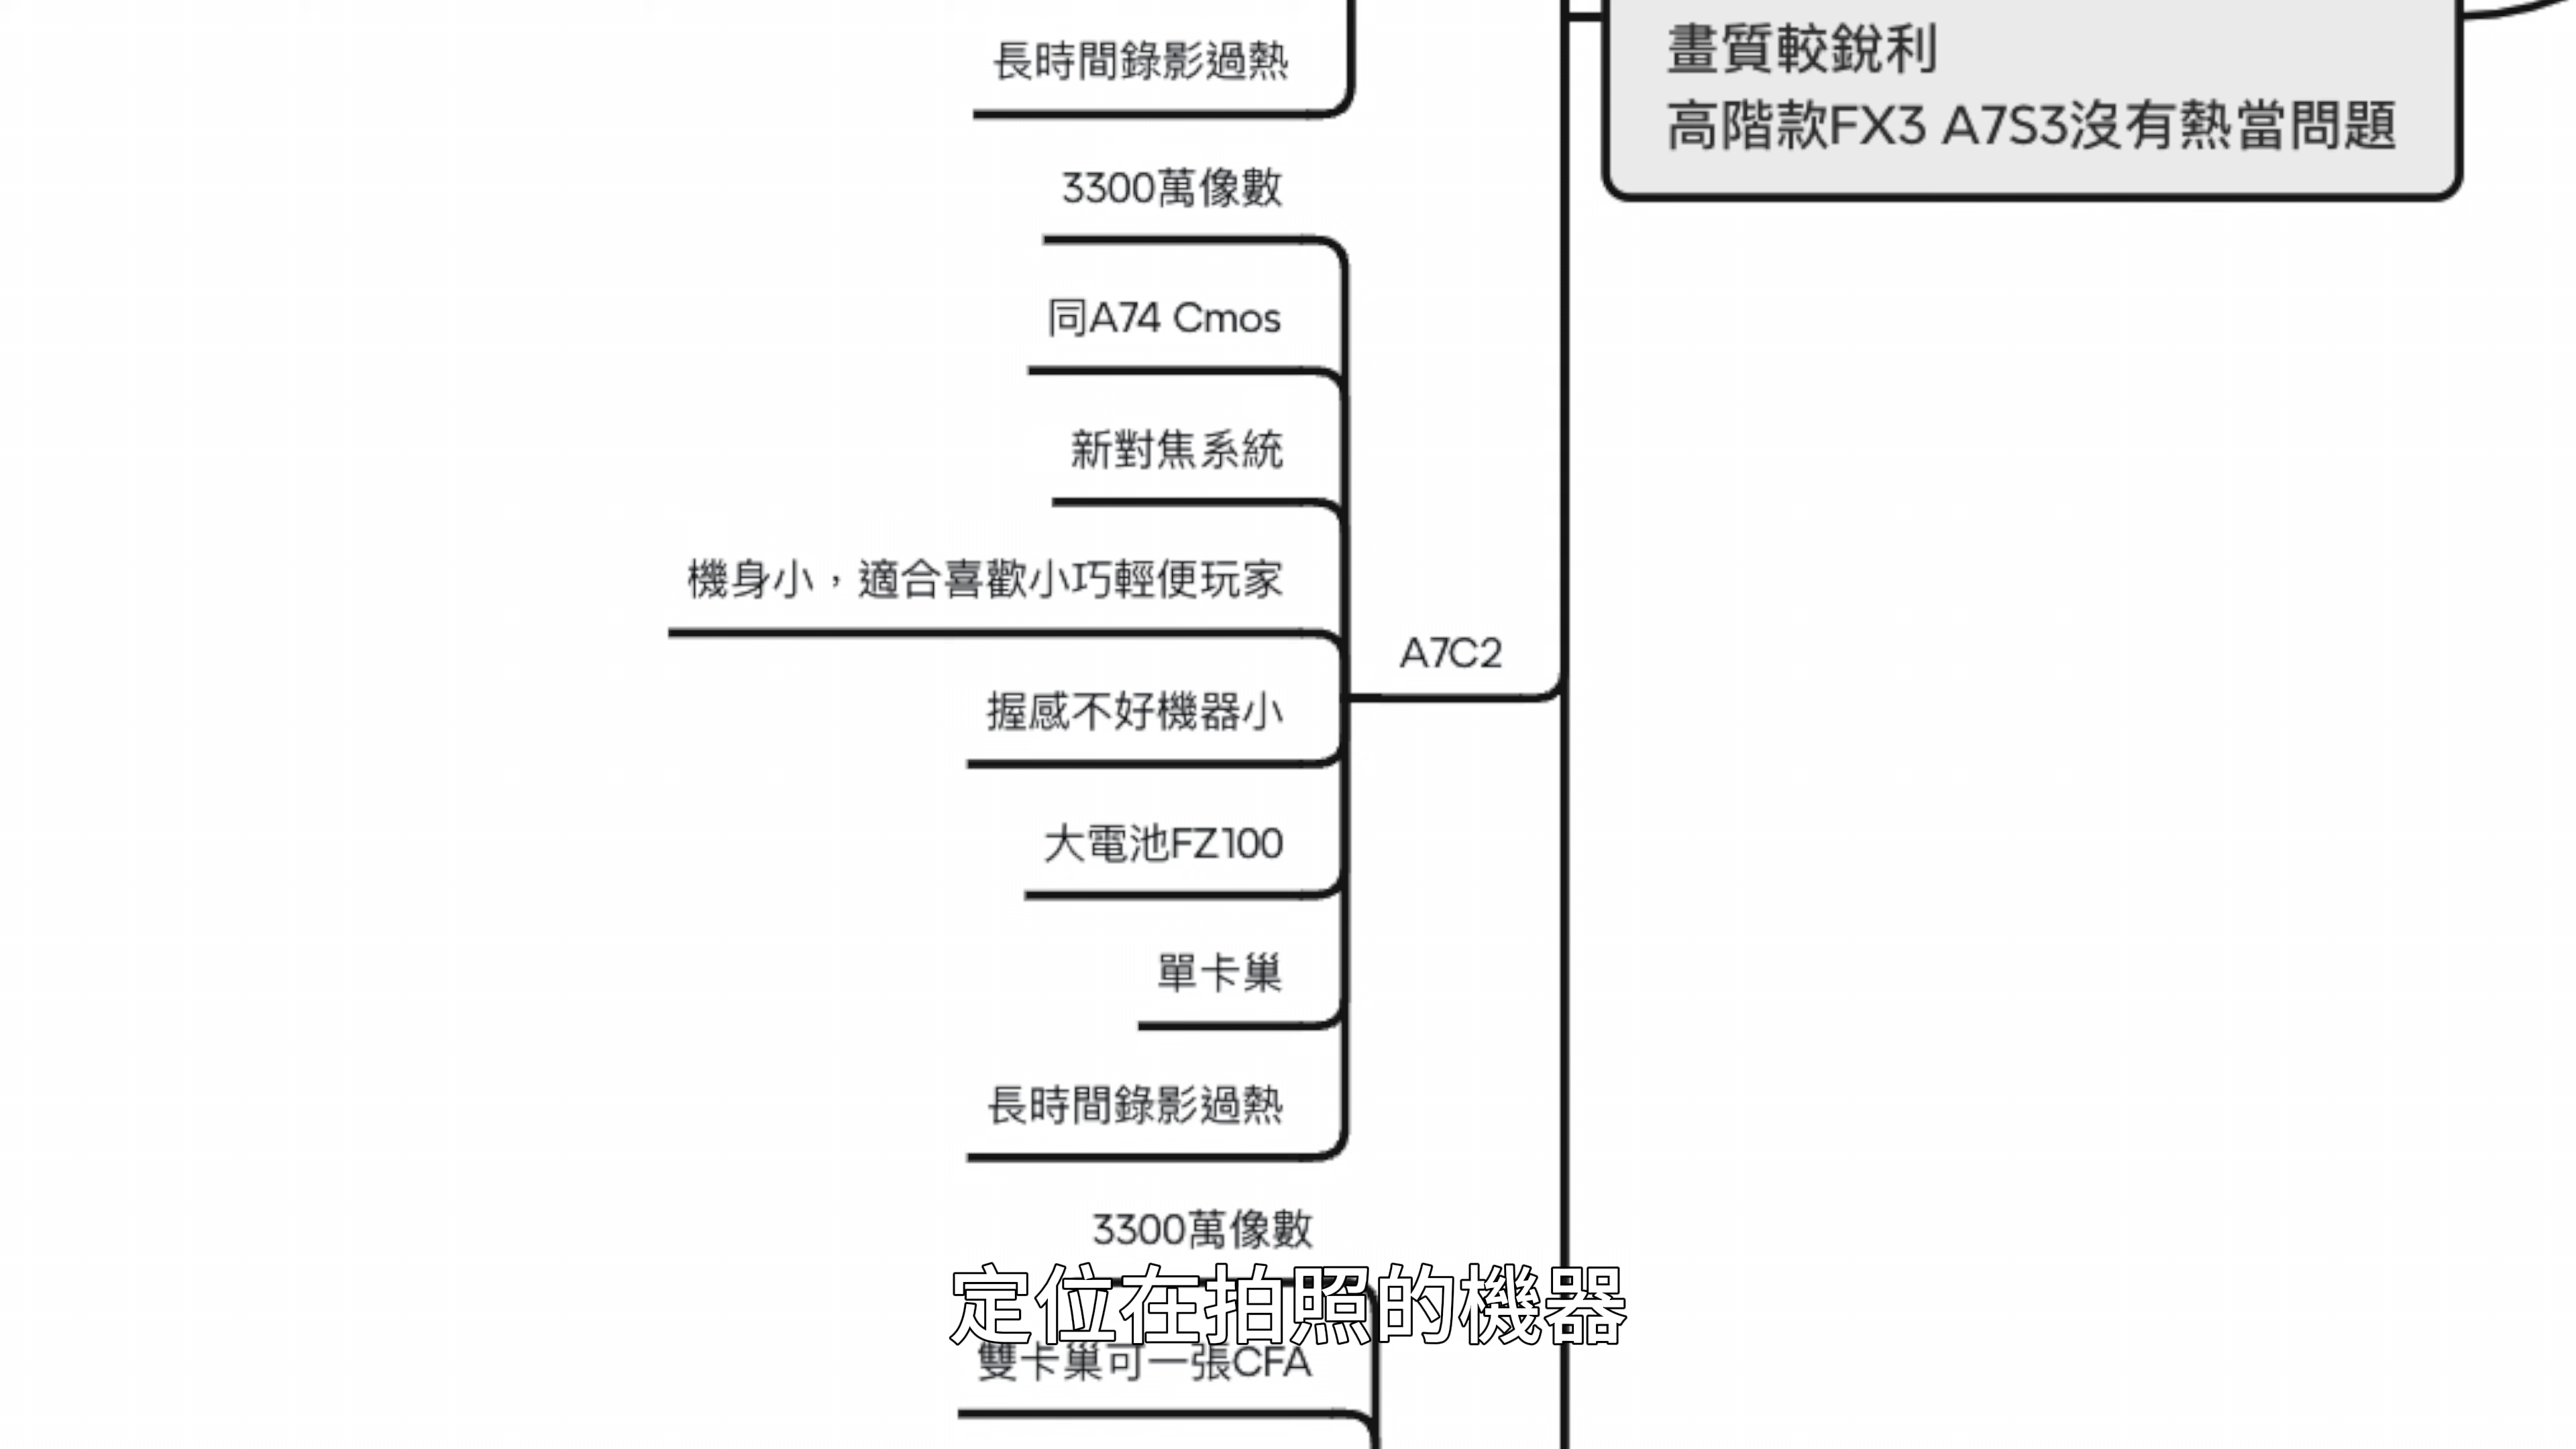 長時間錄影過熱
畫質較銳利
高階款FX3 A7S3沒有熱當問題
3300萬像數
同A74 Cmos
新對焦系統
機身小，適合喜歡小巧輕便玩家
握感不好機器小
大電池FZ100
單卡巢
長時間錄影過熱
A7C2
3300萬像數
雙卡巢可一張CFA
定位在拍照的機器